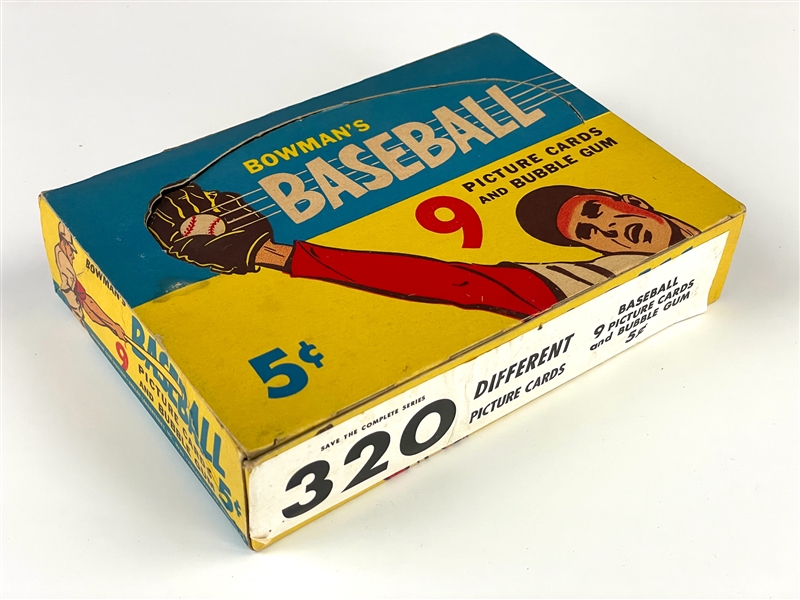 BOWMAN'S
BASEBALL
9 PICTURE CARDS
AND BUBBLE GUM
5¢
BOWMAN'S
BASEBALL
9 PICTURE CARDS
AND BUBBLE GUM
5¢
SAVE THE COMPLETE SERIES
320 DIFFERENT
PICTURE CARDS
BASEBALL
9 PICTURE CARDS
and BUBBLE GUM
5¢